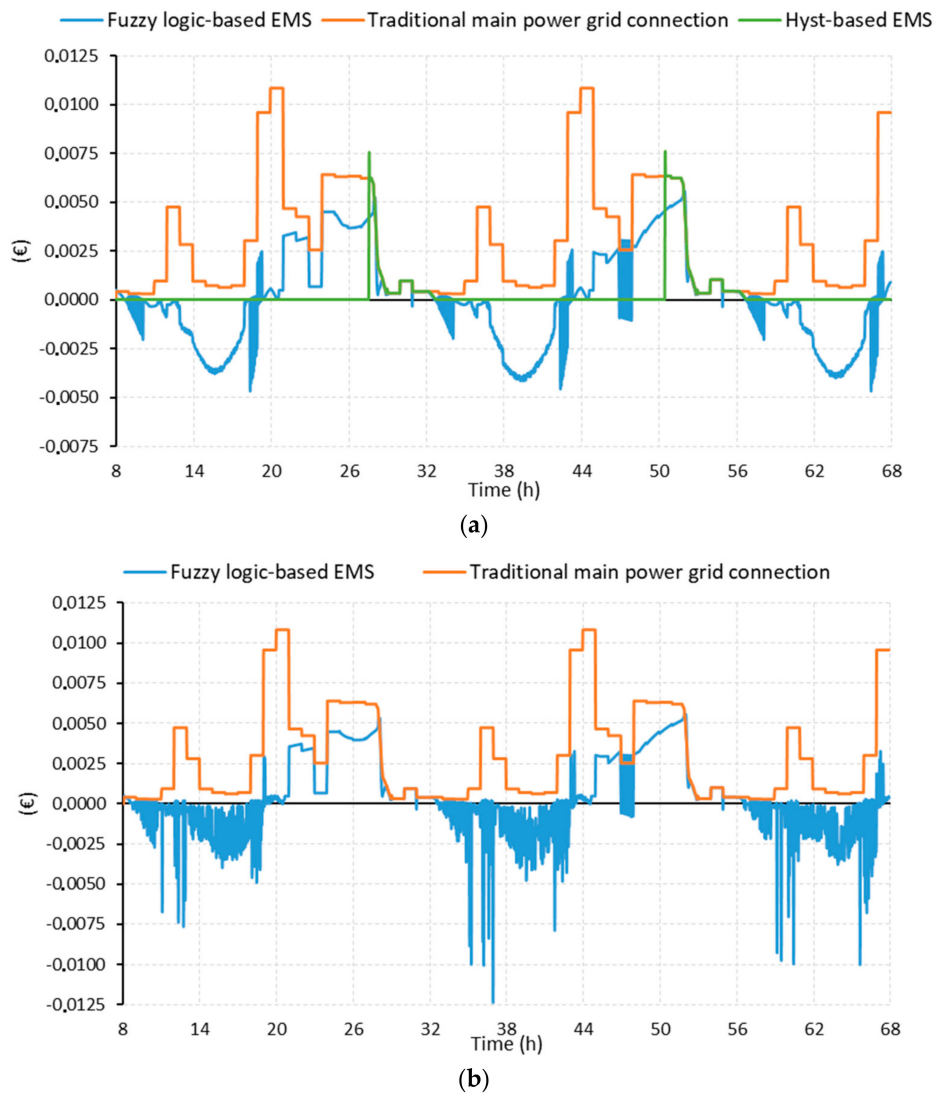 Fuzzy logic-based EMS Traditional main power grid connection Hyst-based EMS
0.0125
0.0100
0.0075
0.0050
0.0025
0.0000
-0.0025
-0.0050
-0.0075
(€)
8 14 20 26 32 38 44 50 56 62 68
Time (h)
(a)
Fuzzy logic-based EMS Traditional main power grid connection
0.0125
0.0100
0.0075
0.0050
0.0025
0.0000
-0.0025
-0.0050
-0.0075
-0.0100
-0.0125
(€)
8 14 20 26 32 38 44 50 56 62 68
Time (h)
(b)